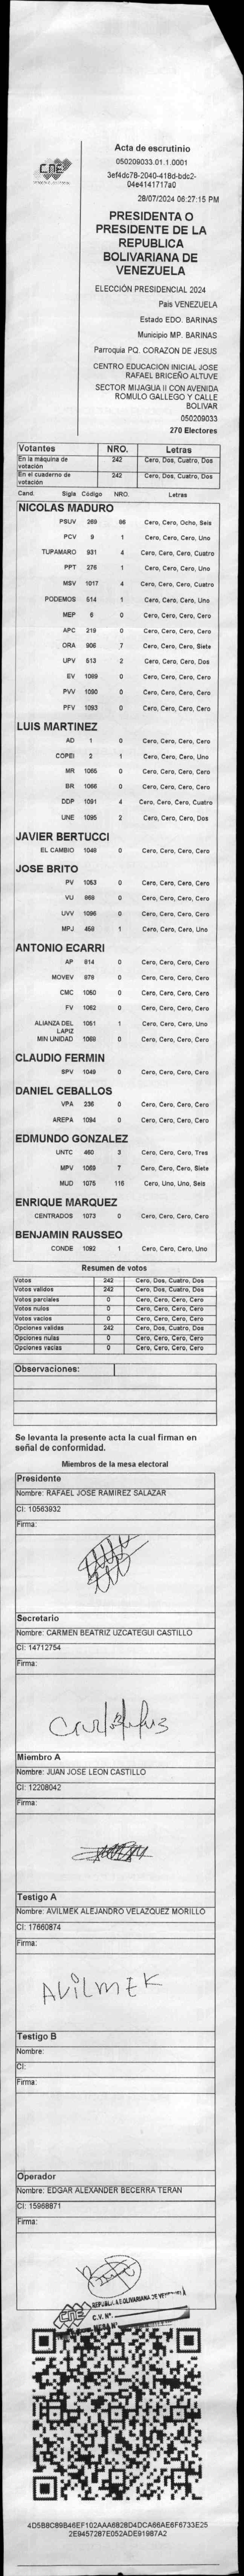 CNE
Acta de escrutinio
050209033.01.1.0001
3ef4dc78-2040-418d-bdc2-
04e4141717a0
28/07/2024 06:27:15 PM
PRESIDENTA O
PRESIDENTE DE LA
REPUBLICA
BOLIVARIANA DE
VENEZUELA
ELECCIÓN PRESIDENCIAL 2024
Pais VENEZUELA
Estado EDO. BARINAS
Municipio MP. BARINAS
Parroquia PQ. CORAZON DE JESUS
CENTRO EDUCACION INICIAL JOSE
RAFAEL BRICEÑO ALTUVE
SECTOR MIJAGUA II CON AVENIDA
ROMULO GALLEGO Y CALLE
BOLIVAR
050209033
270 Electores
Votantes NRO. Letras
En la máquina de votación 242 Cero, Dos, Cuatro, Dos
En el cuaderno de votación 242 Cero, Dos, Cuatro, Dos
Cand. Sigla Código NRO. Letras
NICOLAS MADURO
PSUV 269 86 Cero, Cero, Ocho, Seis
PCV 9 1 Cero, Cero, Cero, Uno
TUPAMARO 931 4 Cero, Cero, Cero, Cuatro
PPT 276 1 Cero, Cero, Cero, Uno
MSV 1017 4 Cero, Cero, Cero, Cuatro
PODEMOS 514 1 Cero, Cero, Cero, Uno
MEP 6 0 Cero, Cero, Cero, Cero
APC 219 0 Cero, Cero, Cero, Cero
ORA 906 7 Cero, Cero, Cero, Siete
UPV 513 2 Cero, Cero, Cero, Dos
EV 1089 0 Cero, Cero, Cero, Cero
PVV 1090 0 Cero, Cero, Cero, Cero
PFV 1093 0 Cero, Cero, Cero, Cero
LUIS MARTINEZ
AD 1 0 Cero, Cero, Cero, Cero
COPEI 2 1 Cero, Cero, Cero, Uno
MR 1065 0 Cero, Cero, Cero, Cero
BR 1066 0 Cero, Cero, Cero, Cero
DDP 1091 4 Cero, Cero, Cero, Cuatro
UNE 1095 2 Cero, Cero, Cero, Dos
JAVIER BERTUCCI
EL CAMBIO 1048 0 Cero, Cero, Cero, Cero
JOSE BRITO
PV 1053 0 Cero, Cero, Cero, Cero
VU 968 0 Cero, Cero, Cero, Cero
UVV 1096 0 Cero, Cero, Cero, Cero
MPJ 458 1 Cero, Cero, Cero, Uno
ANTONIO ECARRI
AP 814 0 Cero, Cero, Cero, Cero
MOVEV 979 0 Cero, Cero, Cero, Cero
CMC 1050 0 Cero, Cero, Cero, Cero
FV 1062 0 Cero, Cero, Cero, Cero
ALIANZA DEL LAPIZ 1051 1 Cero, Cero, Cero, Uno
MIN UNIDAD 1068 0 Cero, Cero, Cero, Cero
CLAUDIO FERMIN
SPV 1049 0 Cero, Cero, Cero, Cero
DANIEL CEBALLOS
VPA 236 0 Cero, Cero, Cero, Cero
AREPA 1094 0 Cero, Cero, Cero, Cero
EDMUNDO GONZALEZ
UNTC 460 3 Cero, Cero, Cero, Tres
MPV 1069 7 Cero, Cero, Cero, Siete
MUD 1075 116 Cero, Uno, Uno, Seis
ENRIQUE MARQUEZ
CENTRADOS 1073 0 Cero, Cero, Cero, Cero
BENJAMIN RAUSSEO
CONDE 1092 1 Cero, Cero, Cero, Uno
Resumen de votos
Votos 242 Cero, Dos, Cuatro, Dos
Votos validos 242 Cero, Dos, Cuatro, Dos
Votos parciales 0 Cero, Cero, Cero, Cero
Votos nulos 0 Cero, Cero, Cero, Cero
Votos vacios 0 Cero, Cero, Cero, Cero
Opciones validas 242 Cero, Dos, Cuatro, Dos
Opciones nulas 0 Cero, Cero, Cero, Cero
Opciones vacias 0 Cero, Cero, Cero, Cero
Observaciones:
Se levanta la presente acta la cual firman en
señal de conformidad.
Miembros de la mesa electoral
Presidente
Nombre: RAFAEL JOSE RAMIREZ SALAZAR
CI: 10563932
Firma:
Secretario
Nombre: CARMEN BEATRIZ UZCATEGUI CASTILLO
CI: 14712754
Firma:
Miembro A
Nombre: JUAN JOSE LEON CASTILLO
CI: 12208042
Firma:
Testigo A
Nombre: AVILMEK ALEJANDRO VELAZQUEZ MORILLO
CI: 17660874
Firma:
AVILMEK
Testigo B
Nombre:
CI:
Firma:
Operador
Nombre: EDGAR ALEXANDER BECERRA TERAN
CI: 15968871
Firma:
REPUBLICA BOLIVARIANA DE VENEZUELA
CNE C.V. Nº
MESA Nº
4D5B8C89B46EF102AAA6828D4DCA66AE6F6733E25
2E9457287E052ADE91987A2